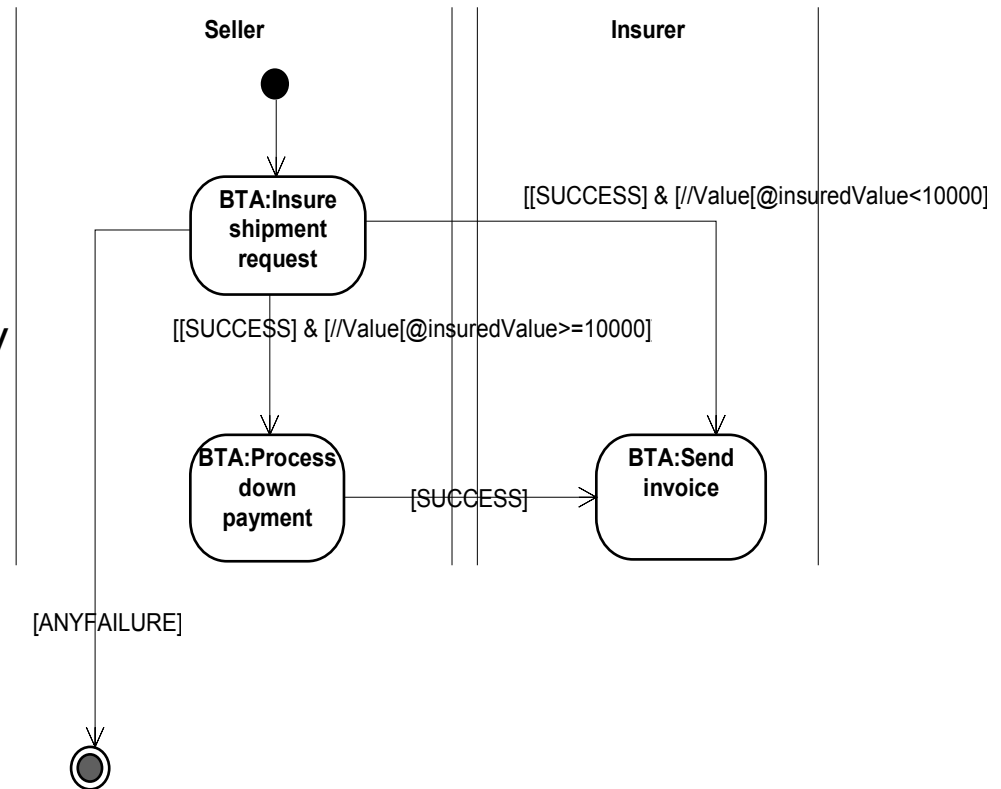 Seller
Insurer
BTA:Insure
shipment
request
[[SUCCESS] & [//Value[@insuredValue<10000]
[[SUCCESS] & [//Value[@insuredValue>=10000]
y
BTA:Process
down
payment
[SUCCESS]
BTA:Send
invoice
[ANYFAILURE]